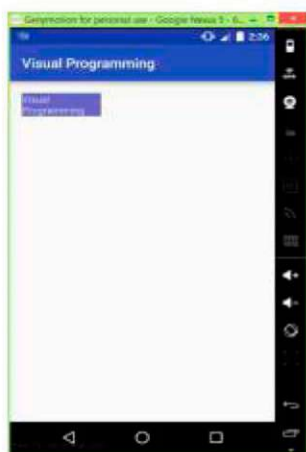 Genymotion for personal use - Google Nexus 5 - 6...
2:36
Visual Programming
Visual
Programming